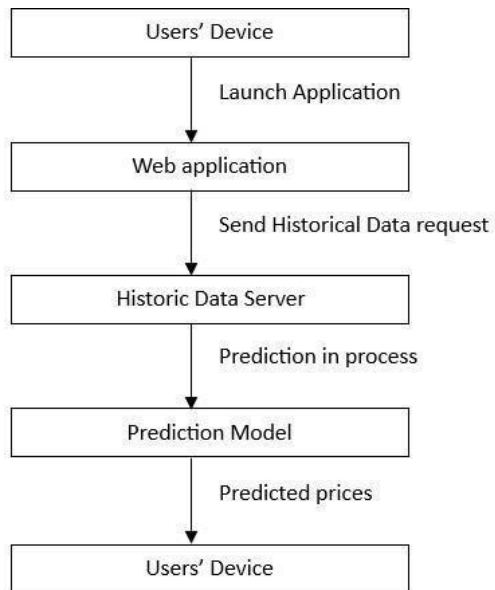 Users’ Device
Launch Application
Web application
Send Historical Data request
Historic Data Server
Prediction in process
Prediction Model
Predicted prices
Users’ Device